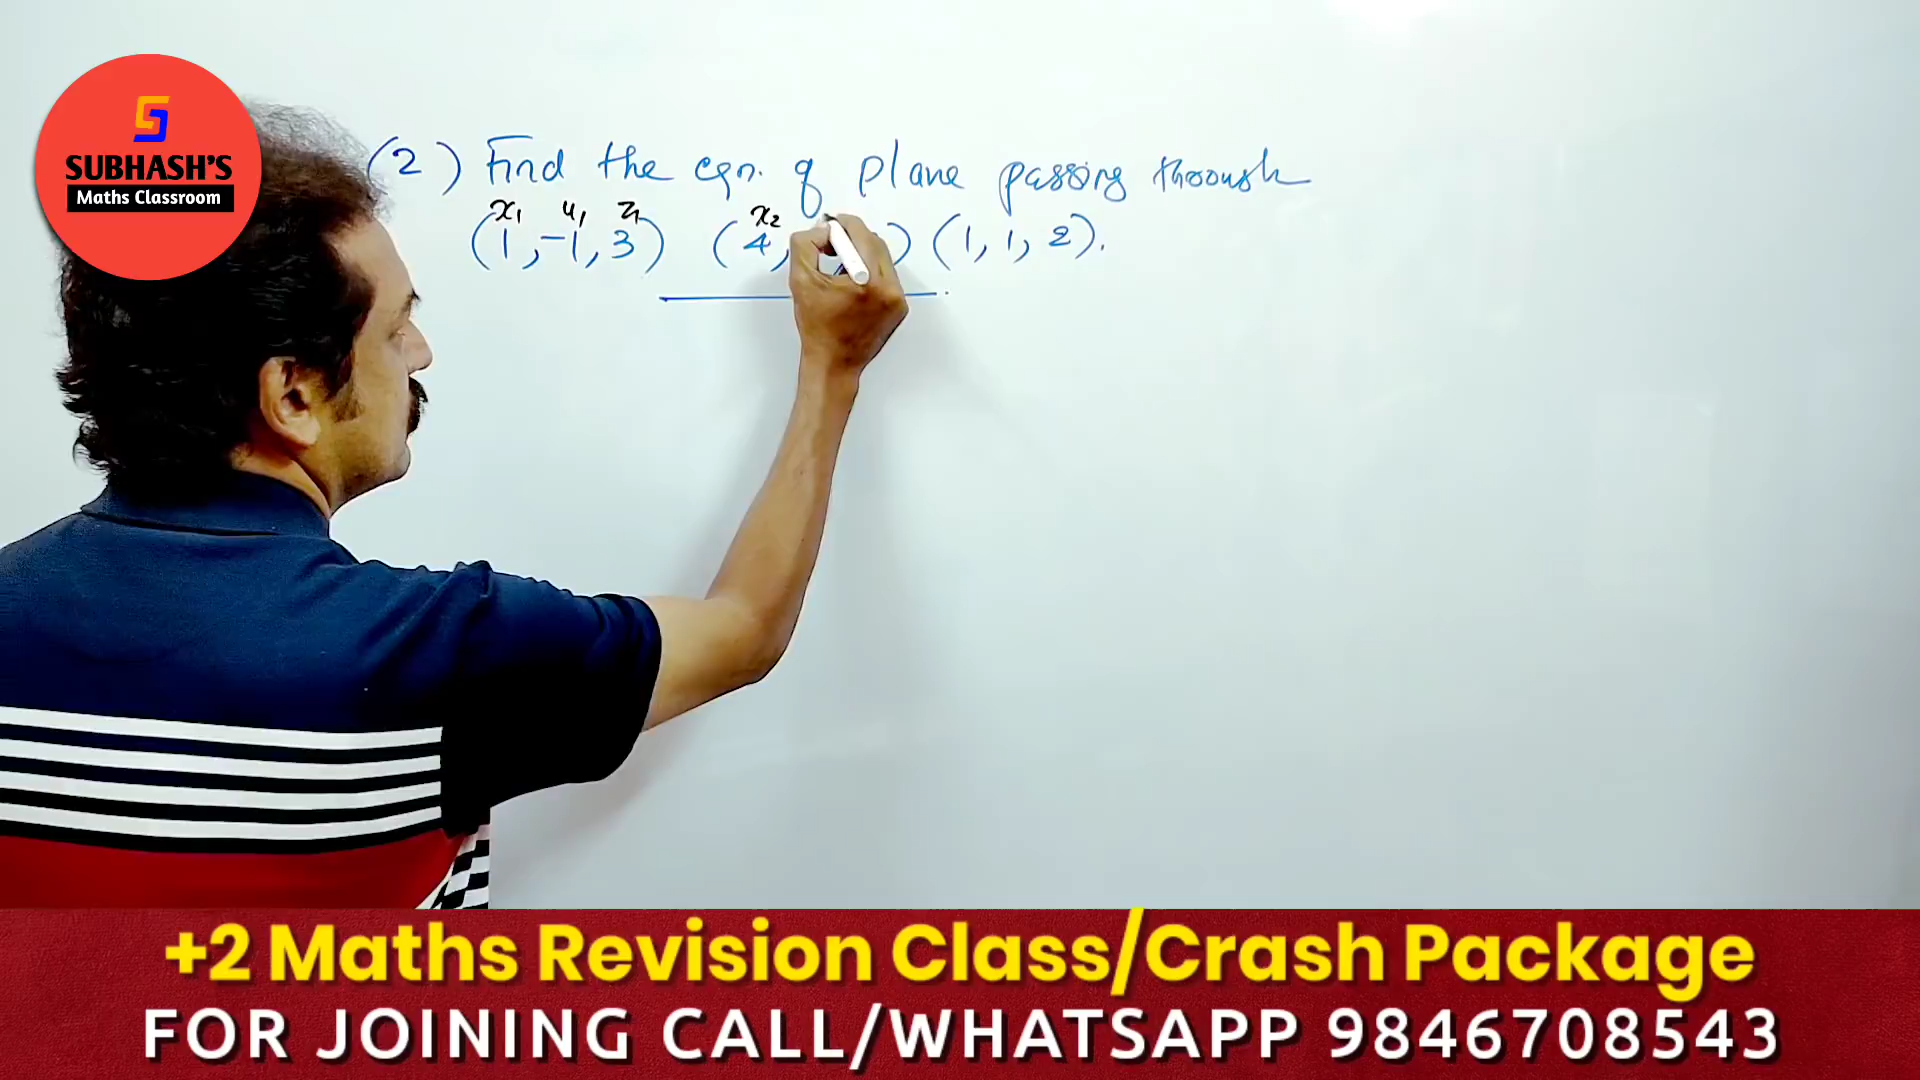 SUBHASH'S
Maths Classroom
(2) Find the eqn. of plane passing through
x₁ y₁ z₁ x₂
(1, -1, 3) (4, ) (1, 1, 2).
+2 Maths Revision Class/Crash Package
FOR JOINING CALL/WHATSAPP 9846708543